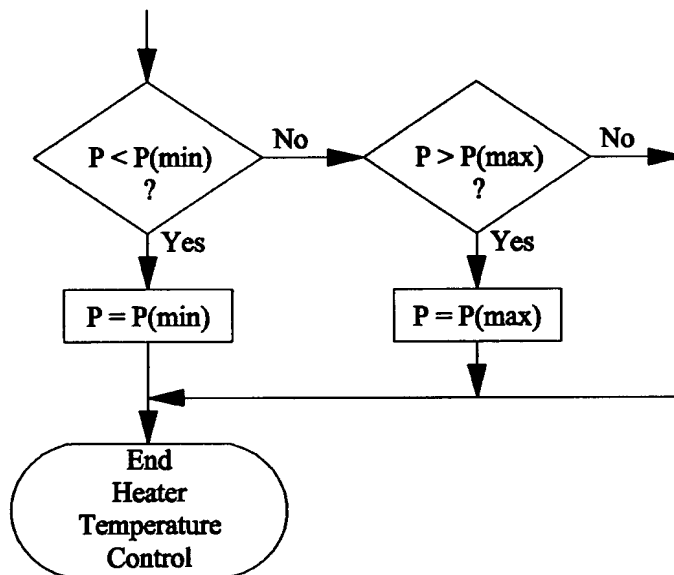 P < P(min)
?
No
P > P(max)
?
No
Yes
Yes
P = P(min)
P = P(max)
End
Heater
Temperature
Control